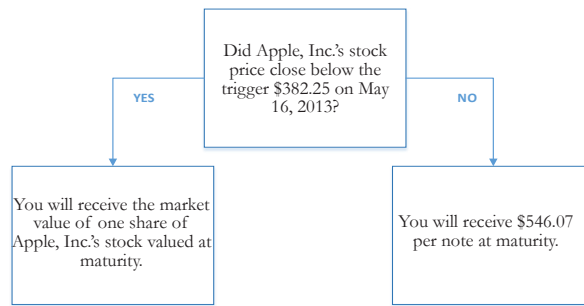 Did Apple, Inc.'s stock
price close below the
trigger $382.25 on May
16, 2013?
YES
NO
You will receive the market
value of one share of
Apple, Inc.'s stock valued at
maturity.
You will receive $546.07
per note at maturity.